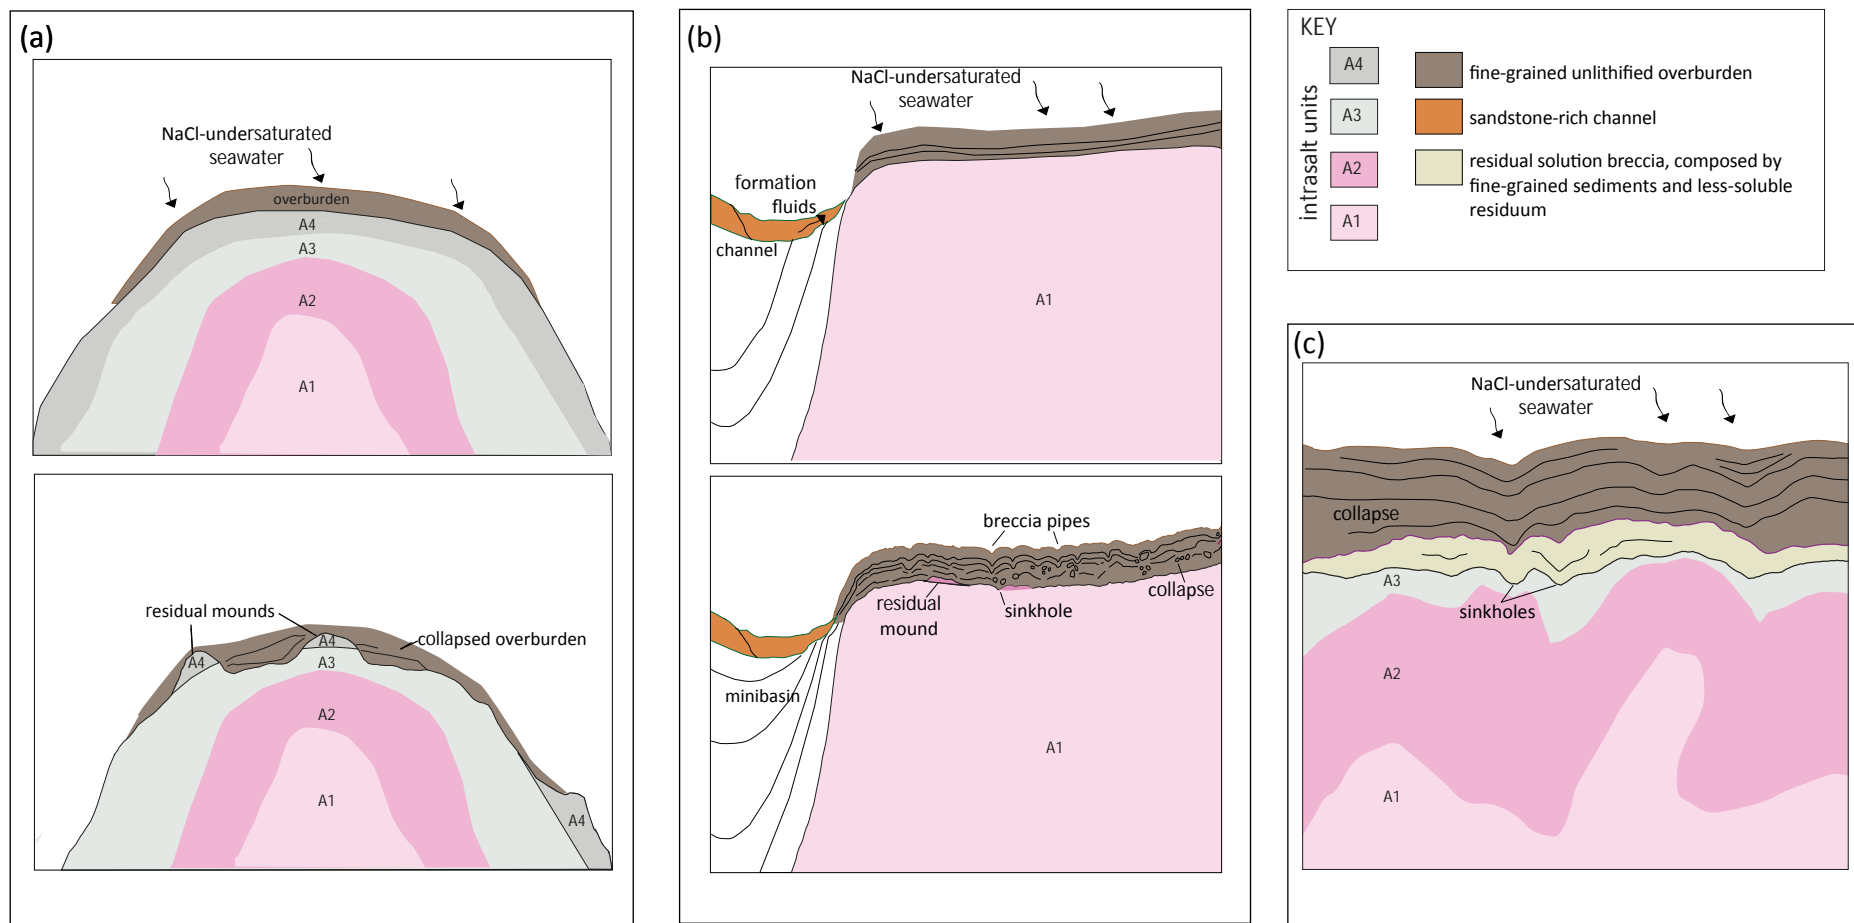 (a)
NaCl-undersaturated
seawater
overburden
A4
A3
A2
A1
residual mounds
collapsed overburden
A4
A4
A3
A2
A1
A4
(b)
NaCl-undersaturated
seawater
formation
fluids
channel
A1
breccia pipes
residual
mound
sinkhole
collapse
minibasin
A1
KEY
intrasalt units
A4
A3
A2
A1
fine-grained unlithified overburden
sandstone-rich channel
residual solution breccia, composed by
fine-grained sediments and less-soluble
residuum
(c)
NaCl-undersaturated
seawater
collapse
A3
sinkholes
A2
A1